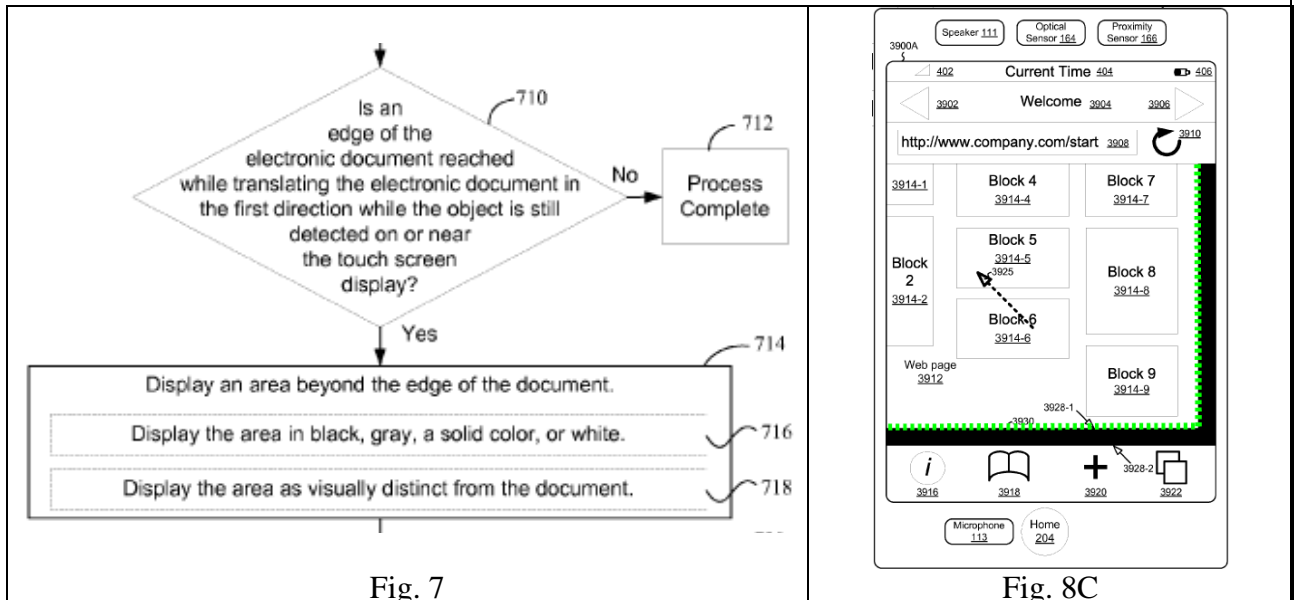 Is an
710
edge of the
electronic document reached
while translating the electronic document in
the first direction while the object is still
detected on or near
the touch screen
display?
No
712
Process
Complete
Yes
714
Display an area beyond the edge of the document.
Display the area in black, gray, a solid color, or white.
716
Display the area as visually distinct from the document.
718
Fig. 7
Speaker 111
Optical
Sensor 164
Proximity
Sensor 166
3900A
402
Current Time 404
406
3902
Welcome 3904
3906
http://www.company.com/start 3908
3910
3914-1
Block 4
3914-4
Block 7
3914-7
Block 5
3914-5
3925
Block
2
3914-2
Block 8
3914-8
Block 6
3914-6
Web page
3912
Block 9
3914-9
3928-1
3930
i
3928-2
3916
3918
3920
3922
Microphone
113
Home
204
Fig. 8C